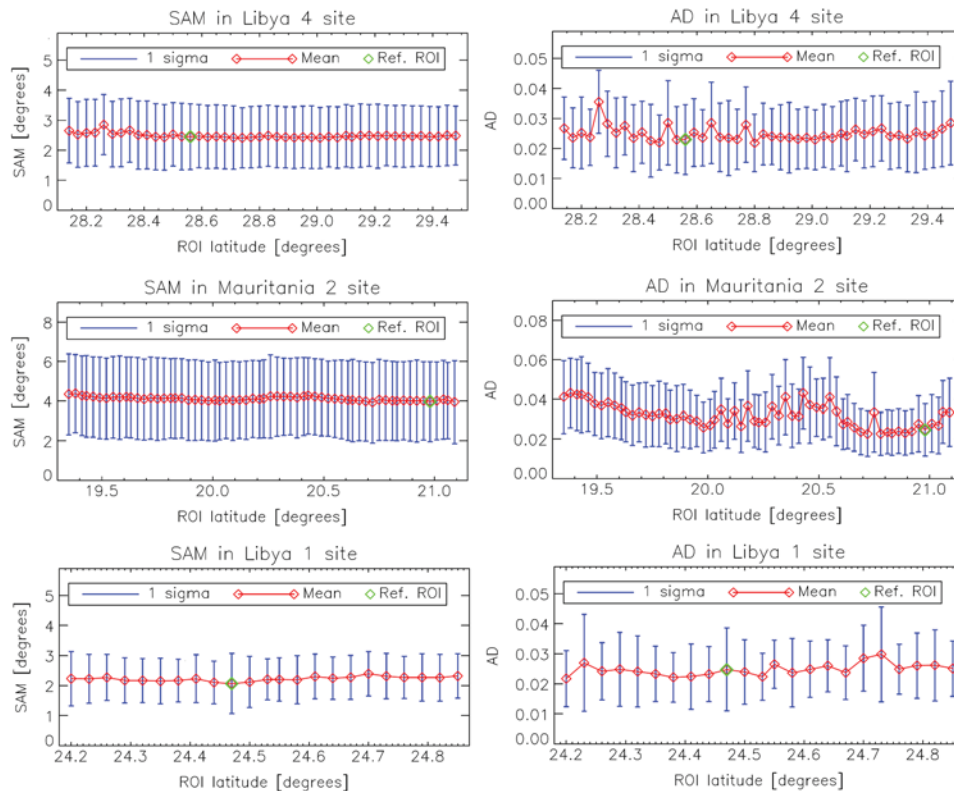 SAM in Libya 4 site
1 sigma Mean Ref. ROI
SAM [degrees]
5
4
3
2
1
0
28.2 28.4 28.6 28.8 29.0 29.2 29.4
ROI latitude [degrees]
AD in Libya 4 site
1 sigma Mean Ref. ROI
AD
0.05
0.04
0.03
0.02
0.01
0.00
28.2 28.4 28.6 28.8 29.0 29.2 29.4
ROI latitude [degrees]
SAM in Mauritania 2 site
1 sigma Mean Ref. ROI
SAM [degrees]
8
6
4
2
0
19.5 20.0 20.5 21.0
ROI latitude [degrees]
AD in Mauritania 2 site
1 sigma Mean Ref. ROI
AD
0.08
0.06
0.04
0.02
0.00
19.5 20.0 20.5 21.0
ROI latitude [degrees]
SAM in Libya 1 site
1 sigma Mean Ref. ROI
SAM [degrees]
5
4
3
2
1
0
24.2 24.3 24.4 24.5 24.6 24.7 24.8
ROI latitude [degrees]
AD in Libya 1 site
1 sigma Mean Ref. ROI
AD
0.05
0.04
0.03
0.02
0.01
0.00
24.2 24.3 24.4 24.5 24.6 24.7 24.8
ROI latitude [degrees]